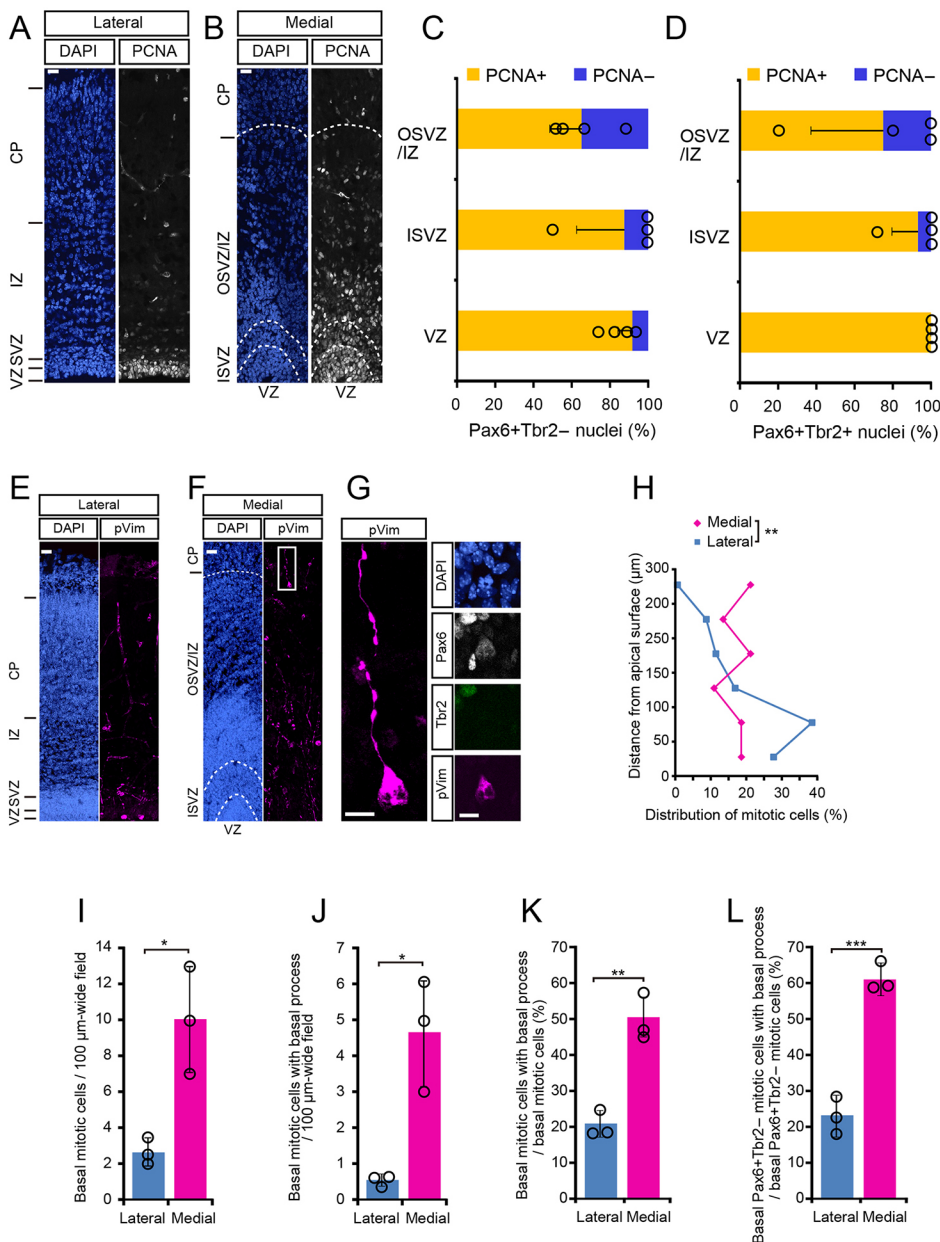 A
Lateral
DAPI
PCNA
CP
IZ
SVZ
VZ
B
Medial
DAPI
PCNA
CP
OSVZ/IZ
ISVZ
VZ
VZ
C
PCNA+
PCNA–
OSVZ
/IZ
ISVZ
VZ
0 20 40 60 80 100
Pax6+Tbr2– nuclei (%)
D
PCNA+
PCNA–
OSVZ
/IZ
ISVZ
VZ
0 20 40 60 80 100
Pax6+Tbr2+ nuclei (%)
E
Lateral
DAPI
pVim
CP
IZ
SVZ
VZ
F
Medial
DAPI
pVim
CP
OSVZ/IZ
ISVZ
VZ
G
pVim
DAPI
Pax6
Tbr2
pVim
H
Medial
Lateral
**
Distance from apical surface (µm)
300
200
250
150
100
50
0
0 10 20 30 40
Distribution of mitotic cells (%)
I
Basal mitotic cells / 100 µm-wide field
14
12
10
8
6
4
2
0
*
Lateral Medial
J
Basal mitotic cells with basal process
/ 100 µm-wide field
7
6
5
4
3
2
1
0
*
Lateral Medial
K
Basal mitotic cells with basal process
/ basal mitotic cells (%)
70
60
50
40
30
20
10
0
**
Lateral Medial
L
Basal Pax6+Tbr2– mitotic cells with basal process
/ basal Pax6+Tbr2– mitotic cells (%)
70
60
50
40
30
20
10
0
***
Lateral Medial